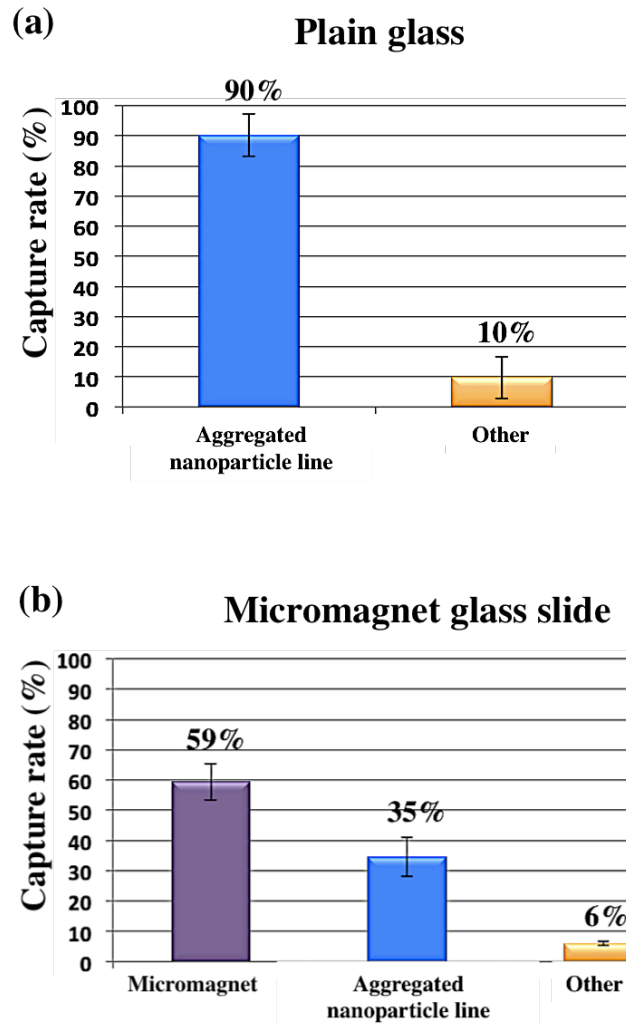 (a)
Plain glass
Capture rate (%)
100
90
80
70
60
50
40
30
20
10
0
90%
10%
Aggregated
nanoparticle line
Other
(b)
Micromagnet glass slide
Capture rate (%)
100
90
80
70
60
50
40
30
20
10
0
59%
35%
6%
Micromagnet
Aggregated
nanoparticle line
Other